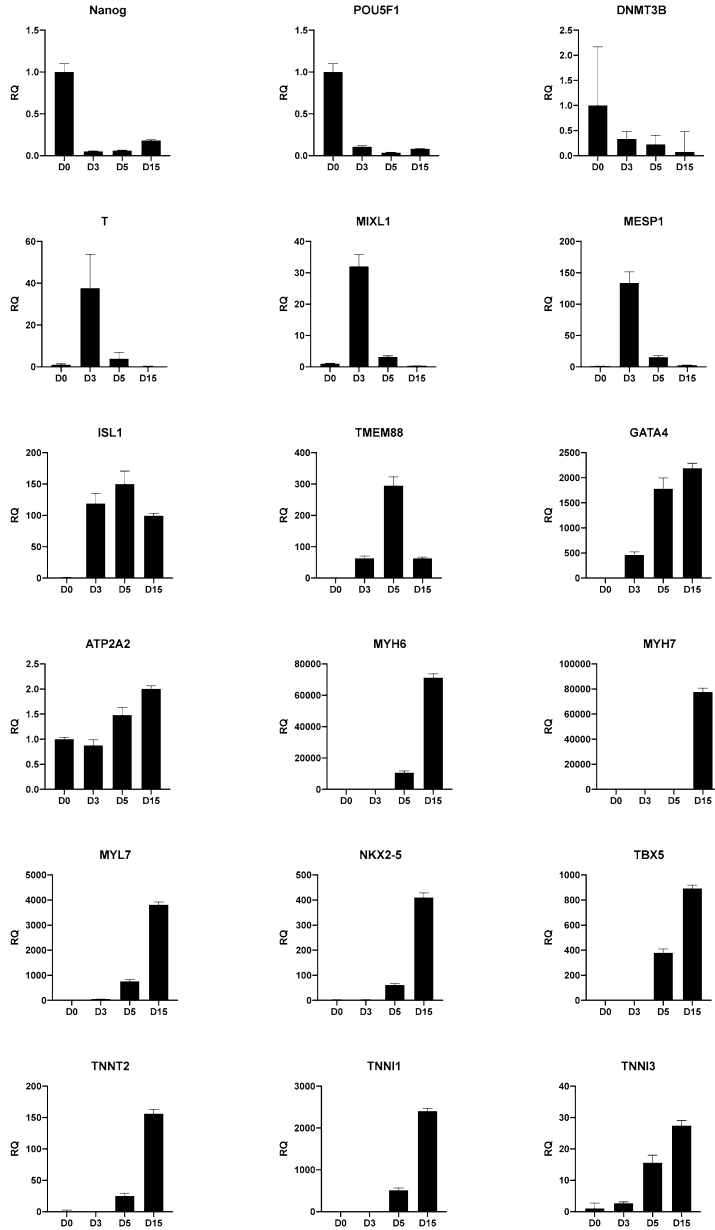 Nanog POU5F1 DNMT3B
RQ 1.5 1.0 0.5 0.0 D0 D3 D5 D15
RQ 1.5 1.0 0.5 0.0 D0 D3 D5 D15
RQ 2.5 2.0 1.5 1.0 0.5 0.0 D0 D3 D5 D15
T MIXL1 MESP1
RQ 60 40 20 0 D0 D3 D5 D15
RQ 40 30 20 10 0 D0 D3 D5 D15
RQ 200 150 100 50 0 D0 D3 D5 D15
ISL1 TMEM88 GATA4
RQ 200 150 100 50 0 D0 D3 D5 D15
RQ 400 300 200 100 0 D0 D3 D5 D15
RQ 2500 2000 1500 1000 500 0 D0 D3 D5 D15
ATP2A2 MYH6 MYH7
RQ 2.5 2.0 1.5 1.0 0.5 0.0 D0 D3 D5 D15
RQ 80000 60000 40000 20000 0 D0 D3 D5 D15
RQ 100000 80000 60000 40000 20000 0 D0 D3 D5 D15
MYL7 NKX2-5 TBX5
RQ 5000 4000 3000 2000 1000 0 D0 D3 D5 D15
RQ 500 400 300 200 100 0 D0 D3 D5 D15
RQ 1000 800 600 400 200 0 D0 D3 D5 D15
TNNT2 TNNI1 TNNI3
RQ 200 150 100 50 0 D0 D3 D5 D15
RQ 3000 2000 1000 0 D0 D3 D5 D15
RQ 40 30 20 10 0 D0 D3 D5 D15